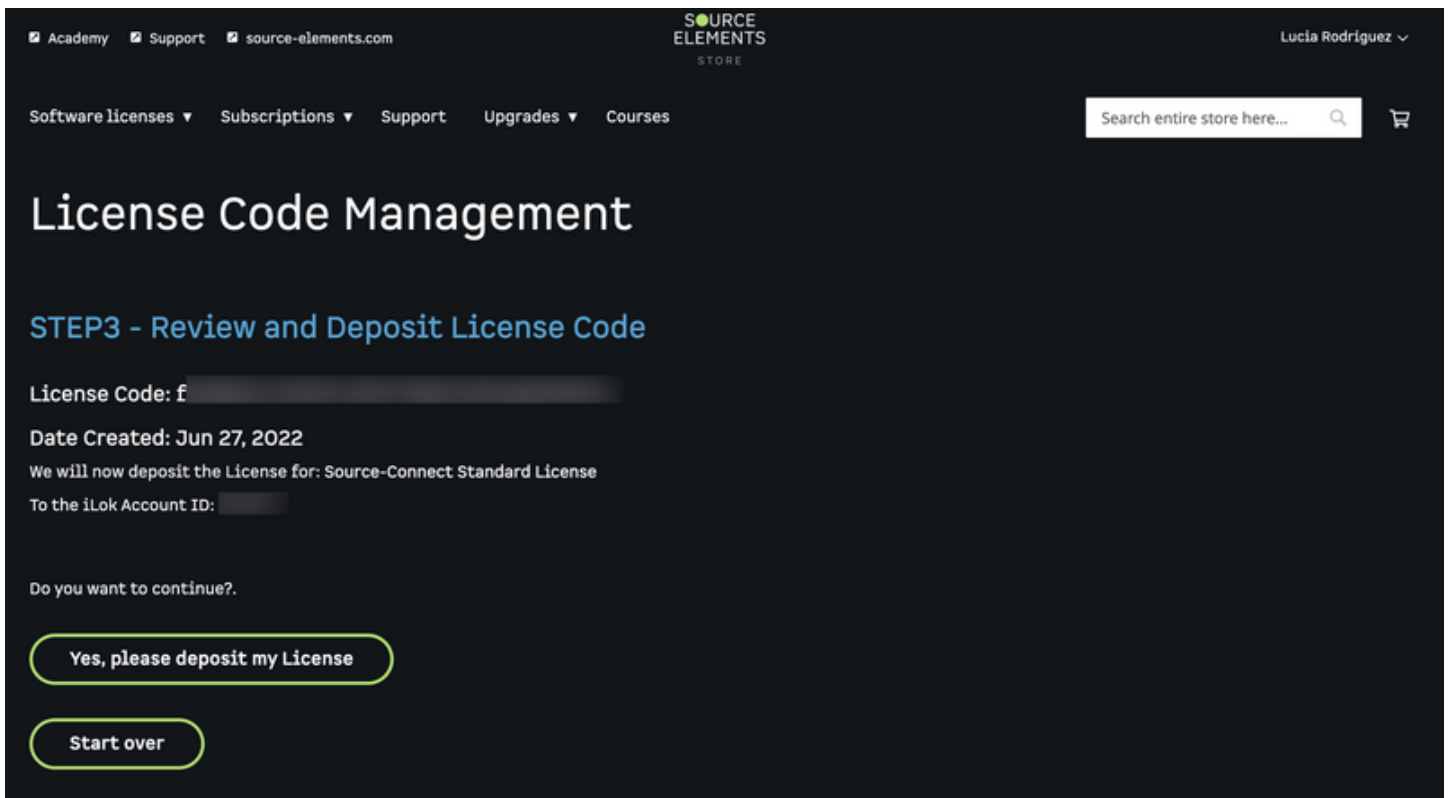 Academy Support source-elements.com
SOURCE
ELEMENTS
STORE
Lucia Rodriguez
Software licenses ▼ Subscriptions ▼ Support Upgrades ▼ Courses
Search entire store here...
License Code Management
STEP3 - Review and Deposit License Code
License Code: f
Date Created: Jun 27, 2022
We will now deposit the License for: Source-Connect Standard License
To the iLok Account ID:
Do you want to continue?.
Yes, please deposit my License
Start over